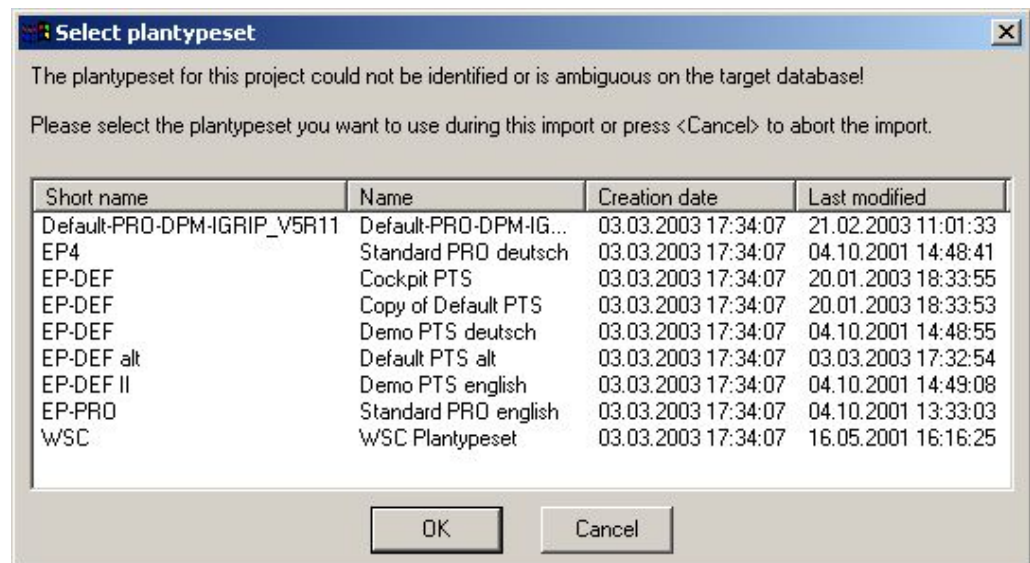 Select plantypeset
The plantypeset for this project could not be identified or is ambiguous on the target database!
Please select the plantypeset you want to use during this import or press <Cancel> to abort the import.
Short name Name Creation date Last modified
Default-PRO-DPM-IGRIP_V5R11 Default-PRO-DPM-IG... 03.03.2003 17:34:07 21.02.2003 11:01:33
EP4 Standard PRO deutsch 03.03.2003 17:34:07 04.10.2001 14:48:41
EP-DEF Cockpit PTS 03.03.2003 17:34:07 20.01.2003 18:33:55
EP-DEF Copy of Default PTS 03.03.2003 17:34:07 20.01.2003 18:33:53
EP-DEF Demo PTS deutsch 03.03.2003 17:34:07 04.10.2001 14:48:55
EP-DEF alt Default PTS alt 03.03.2003 17:34:07 03.03.2003 17:32:54
EP-DEF II Demo PTS english 03.03.2003 17:34:07 04.10.2001 14:49:08
EP-PRO Standard PRO english 03.03.2003 17:34:07 04.10.2001 13:33:03
WSC WSC Plantypeset 03.03.2003 17:34:07 16.05.2001 16:16:25
OK Cancel